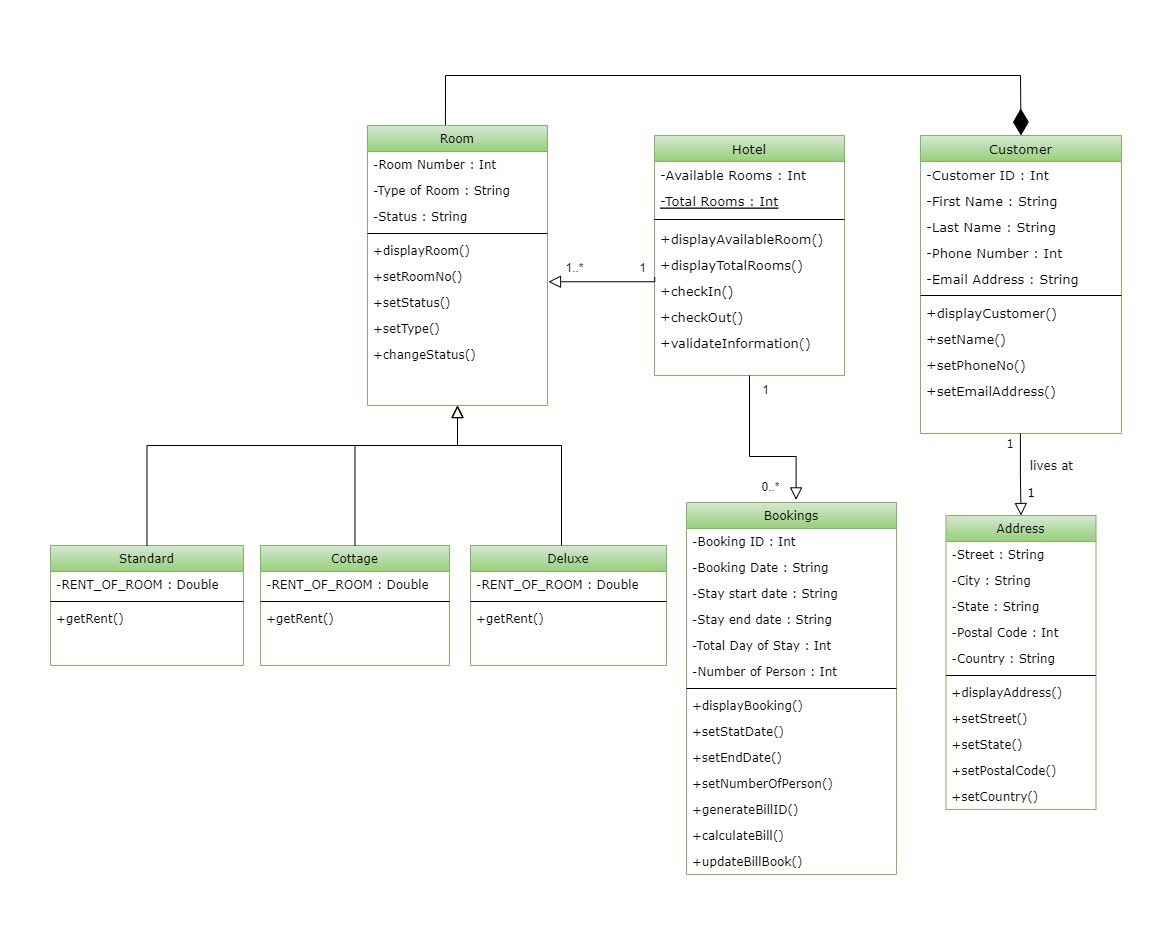 Room
-Room Number : Int
-Type of Room : String
-Status : String
+displayRoom()
+setRoomNo()
+setStatus()
+setType()
+changeStatus()
1..*
1
Hotel
-Available Rooms : Int
-Total Rooms : Int
+displayAvailableRoom()
+displayTotalRooms()
+checkIn()
+checkOut()
+validateInformation()
1
0..*
Customer
-Customer ID : Int
-First Name : String
-Last Name : String
-Phone Number : Int
-Email Address : String
+displayCustomer()
+setName()
+setPhoneNo()
+setEmailAddress()
1
lives at
1
Standard
-RENT_OF_ROOM : Double
+getRent()
Cottage
-RENT_OF_ROOM : Double
+getRent()
Deluxe
-RENT_OF_ROOM : Double
+getRent()
Bookings
-Booking ID : Int
-Booking Date : String
-Stay start date : String
-Stay end date : String
-Total Day of Stay : Int
-Number of Person : Int
+displayBooking()
+setStatDate()
+setEndDate()
+setNumberOfPerson()
+generateBillID()
+calculateBill()
+updateBillBook()
Address
-Street : String
-City : String
-State : String
-Postal Code : Int
-Country : String
+displayAddress()
+setStreet()
+setState()
+setPostalCode()
+setCountry()